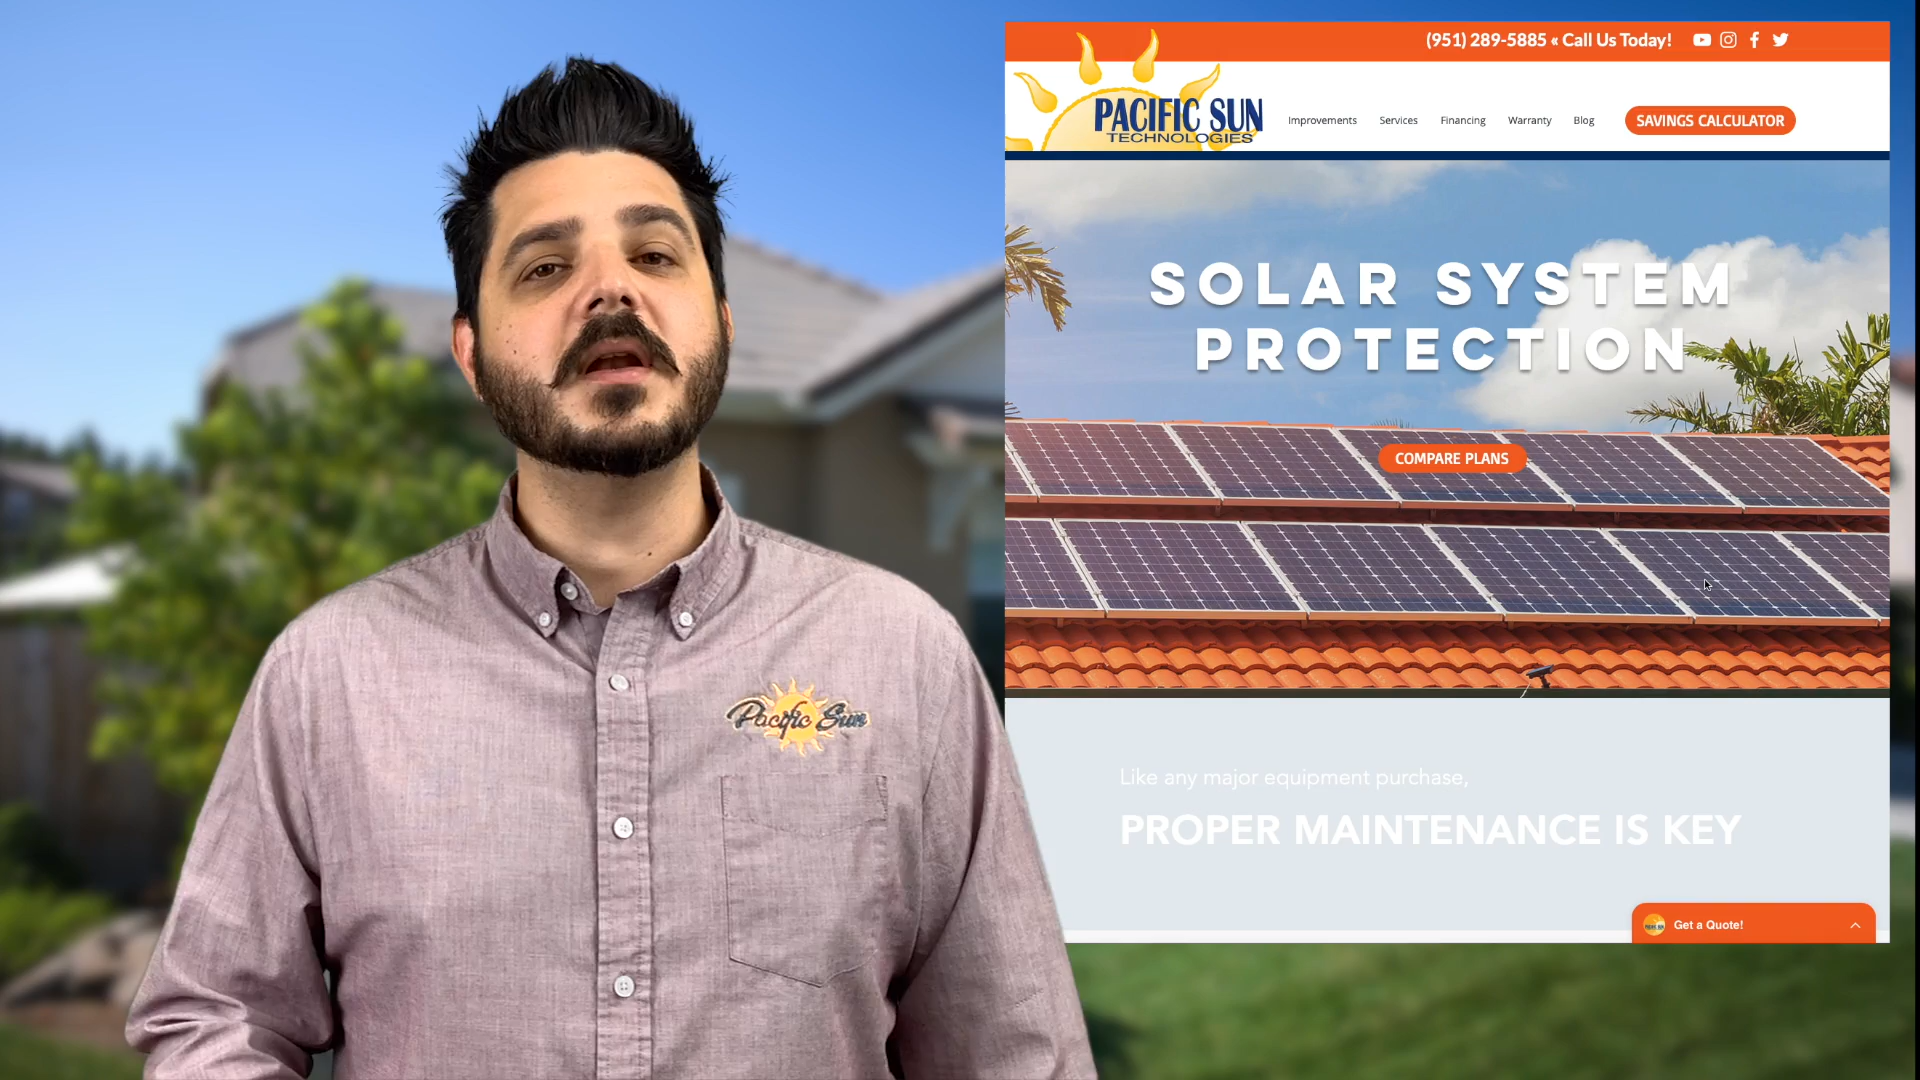 (951) 289-5885 « Call Us Today!
PACIFIC SUN
TECHNOLOGIES
Improvements
Services
Financing
Warranty
Blog
SAVINGS CALCULATOR
SOLAR SYSTEM
PROTECTION
COMPARE PLANS
Pacific Sun
Like any major equipment purchase,
PROPER MAINTENANCE IS KEY
Get a Quote!